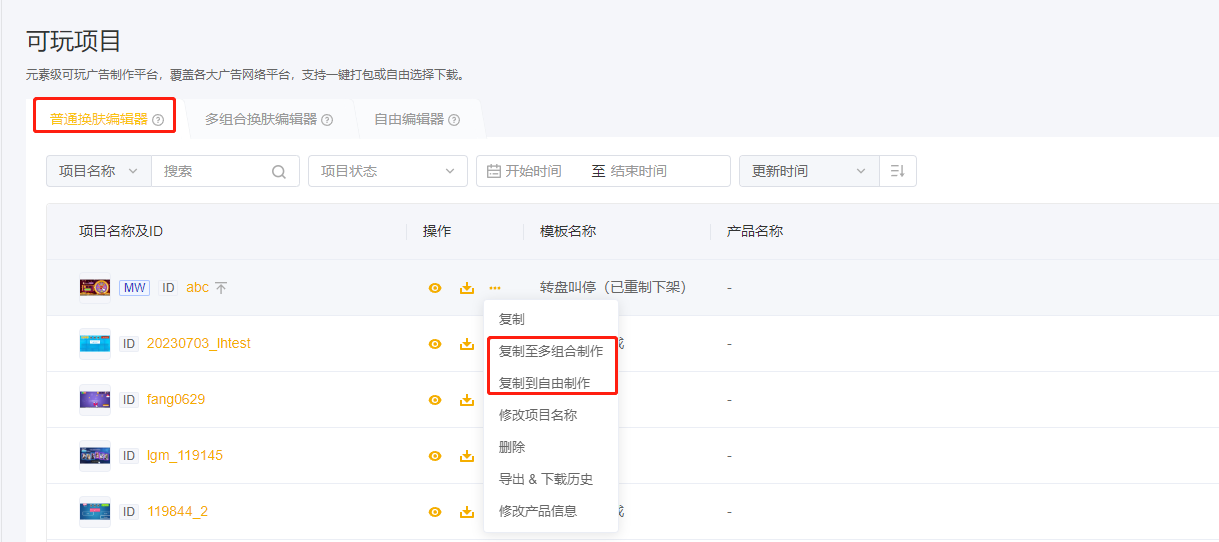 可玩项目
元素级可玩广告制作平台，覆盖各大广告网络平台，支持一键打包或自由选择下载。
普通换肤编辑器 多组合换肤编辑器 自由编辑器
项目名称 搜索 项目状态 开始时间 至 结束时间 更新时间
项目名称及ID 操作 模板名称 产品名称
MW ID abc 转盘叫停（已重制下架） -
复制
ID 20230703_lhtest -
复制至多组合制作
复制到自由制作
ID fang0629 -
修改项目名称
删除
ID lgm_119145 -
导出 & 下载历史
ID 119844_2 -
修改产品信息